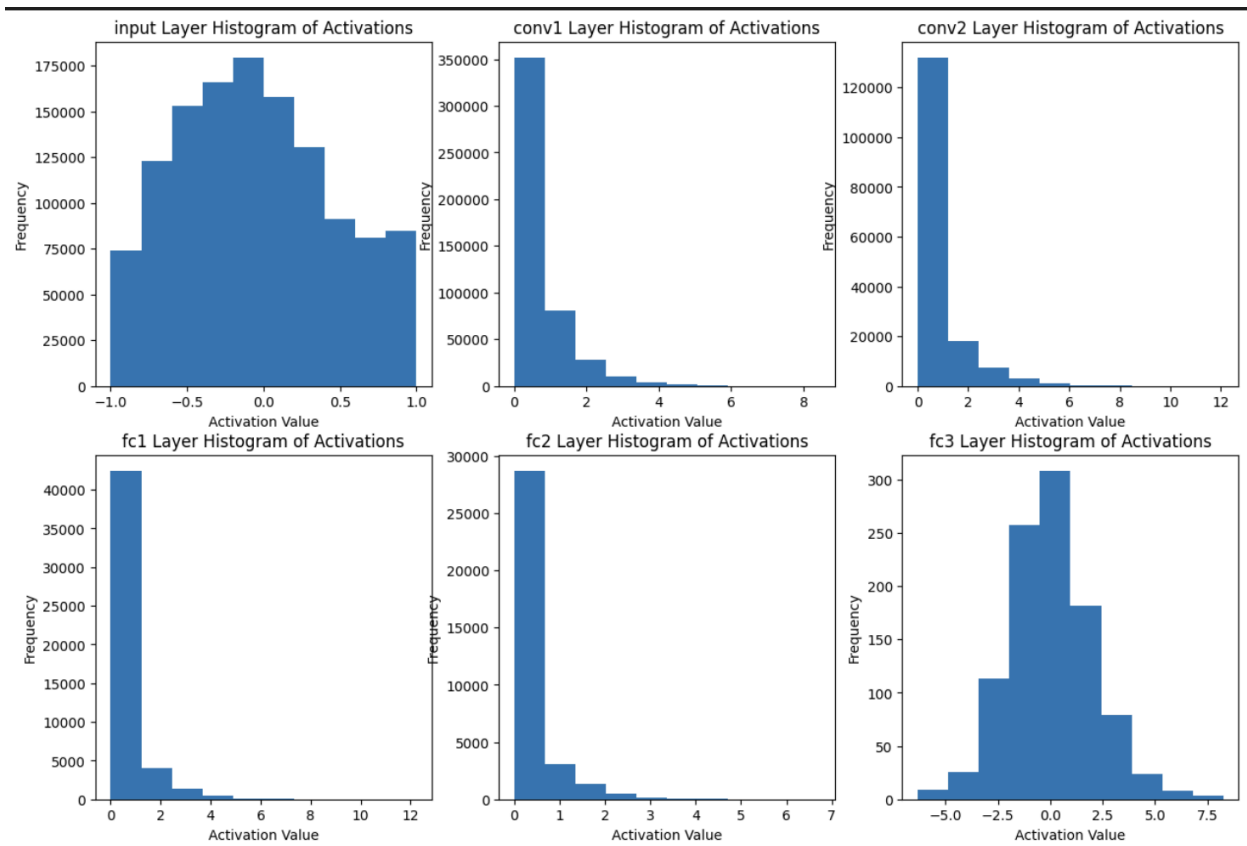 input Layer Histogram of Activations
175000
150000
125000
100000
75000
50000
25000
0
Frequency
−1.0 −0.5 0.0 0.5 1.0
Activation Value
conv1 Layer Histogram of Activations
350000
300000
250000
200000
150000
100000
50000
0
Frequency
0 2 4 6 8
Activation Value
conv2 Layer Histogram of Activations
120000
100000
80000
60000
40000
20000
0
Frequency
0 2 4 6 8 10 12
Activation Value
fc1 Layer Histogram of Activations
40000
35000
30000
25000
20000
15000
10000
5000
0
Frequency
0 2 4 6 8 10 12
Activation Value
fc2 Layer Histogram of Activations
30000
25000
20000
15000
10000
5000
0
Frequency
0 1 2 3 4 5 6 7
Activation Value
fc3 Layer Histogram of Activations
300
250
200
150
100
50
0
Frequency
−5.0 −2.5 0.0 2.5 5.0 7.5
Activation Value